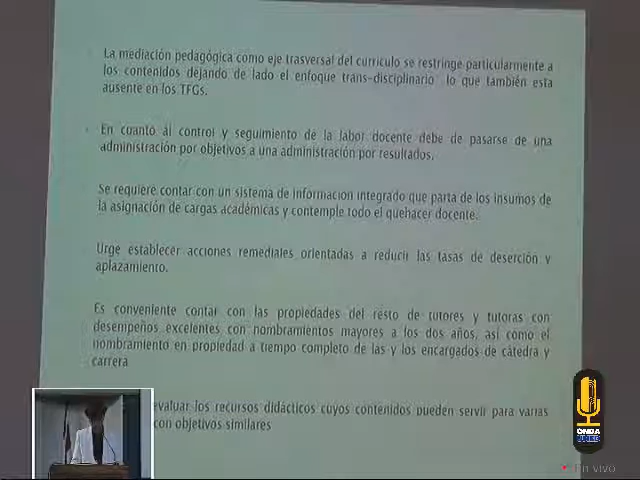 La mediación pedagógica como eje trasversal del currículo se restringe particularmente a
los contenidos dejando de lado el enfoque trans-disciplinario lo que también esta
ausente en los TFGs.
En cuanto al control y seguimiento de la labor docente debe de pasarse de una
administración por objetivos a una administración por resultados.
Se requiere contar con un sistema de información integrado que parta de los insumos de
la asignación de cargas académicas y contemple todo el quehacer docente.
Urge establecer acciones remediales orientadas a reducir las tasas de deserción y
aplazamiento.
Es conveniente contar con las propiedades del resto de tutores y tutoras con
desempeños excelentes con nombramientos mayores a los dos años, así como el
nombramiento en propiedad a tiempo completo de las y los encargados de cátedra y
carrera
evaluar los recursos didácticos cuyos contenidos pueden servir para varias
con objetivos similares
ONDA
UNED
En vivo